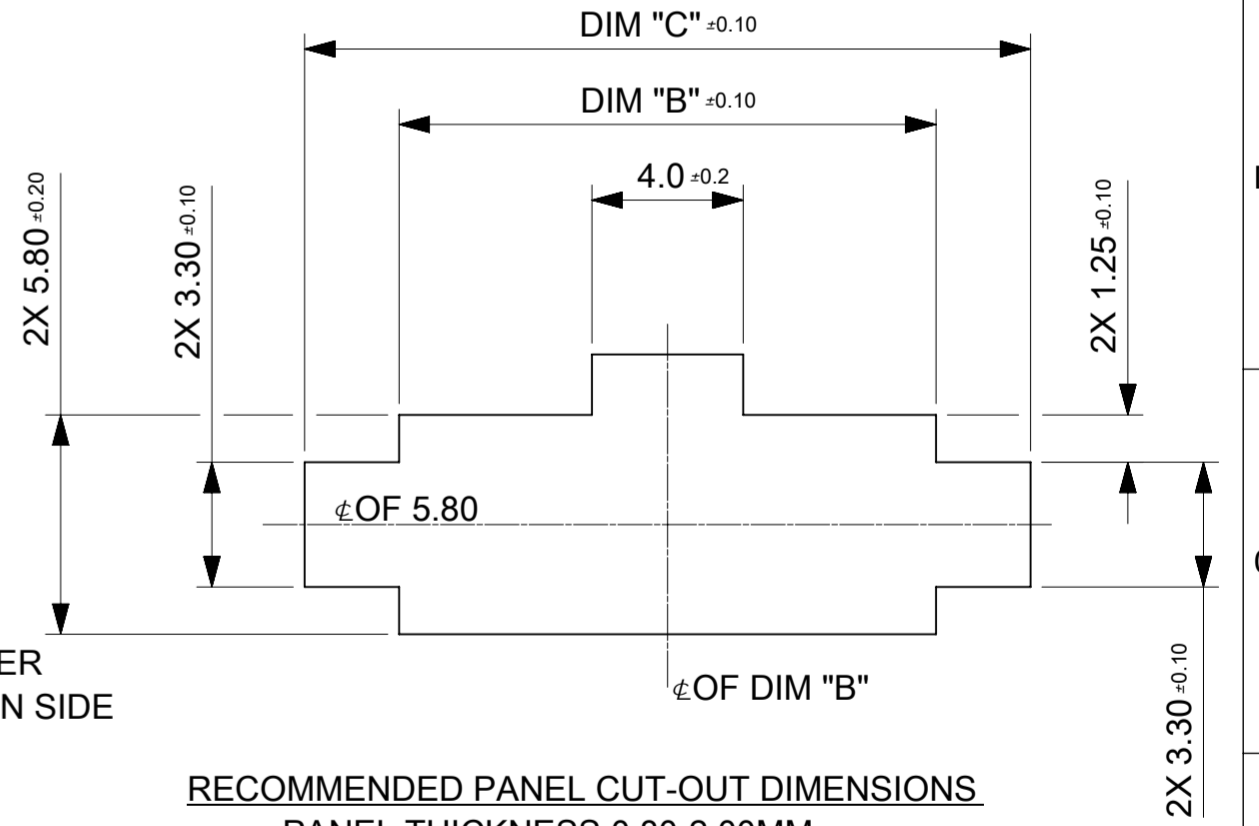 DIM "C" ±0.10
DIM "B" ±0.10
4.0 ±0.2
2X 5.80 ±0.20
2X 3.30 ±0.10
2X 1.25 ±0.10
℄OF 5.80
℄OF DIM "B"
2X 3.30 ±0.10
ER
N SIDE
RECOMMENDED PANEL CUT-OUT DIMENSIONS